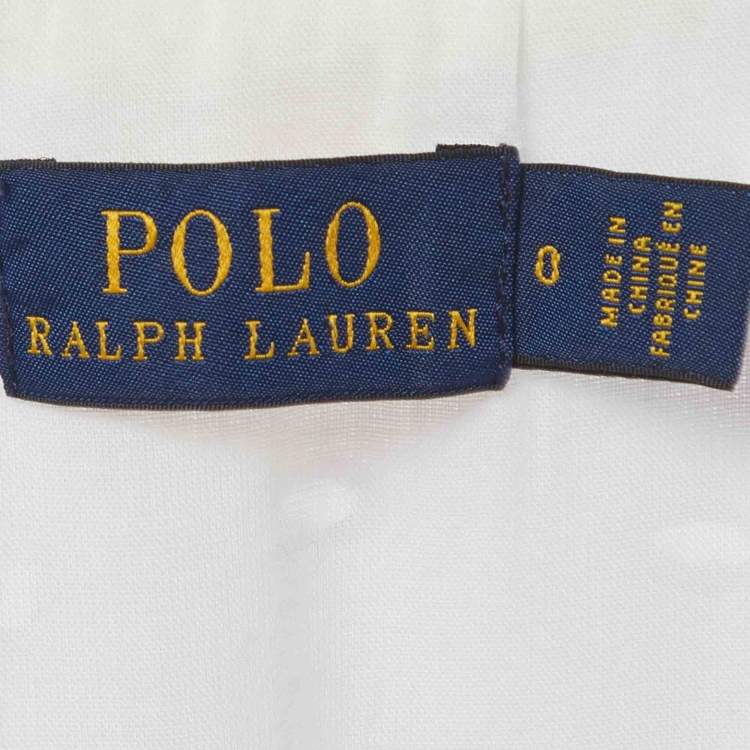 POLO
RALPH LAUREN
0
MADE IN
CHINA
FABRIQUÉ EN
CHINE